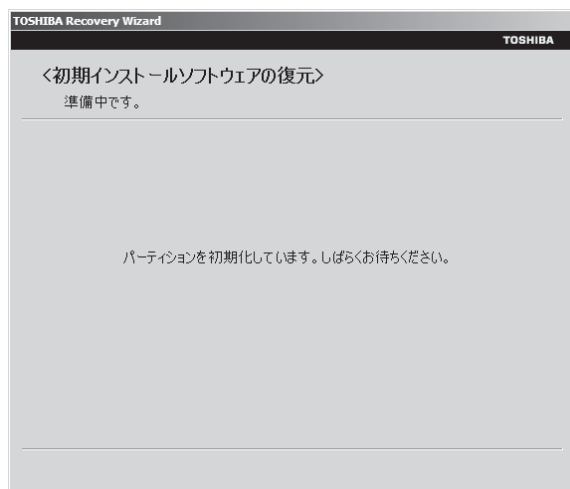 TOSHIBA Recovery Wizard
TOSHIBA
<初期インストールソフトウェアの復元>
準備中です。
パーティションを初期化しています。しばらくお待ちください。